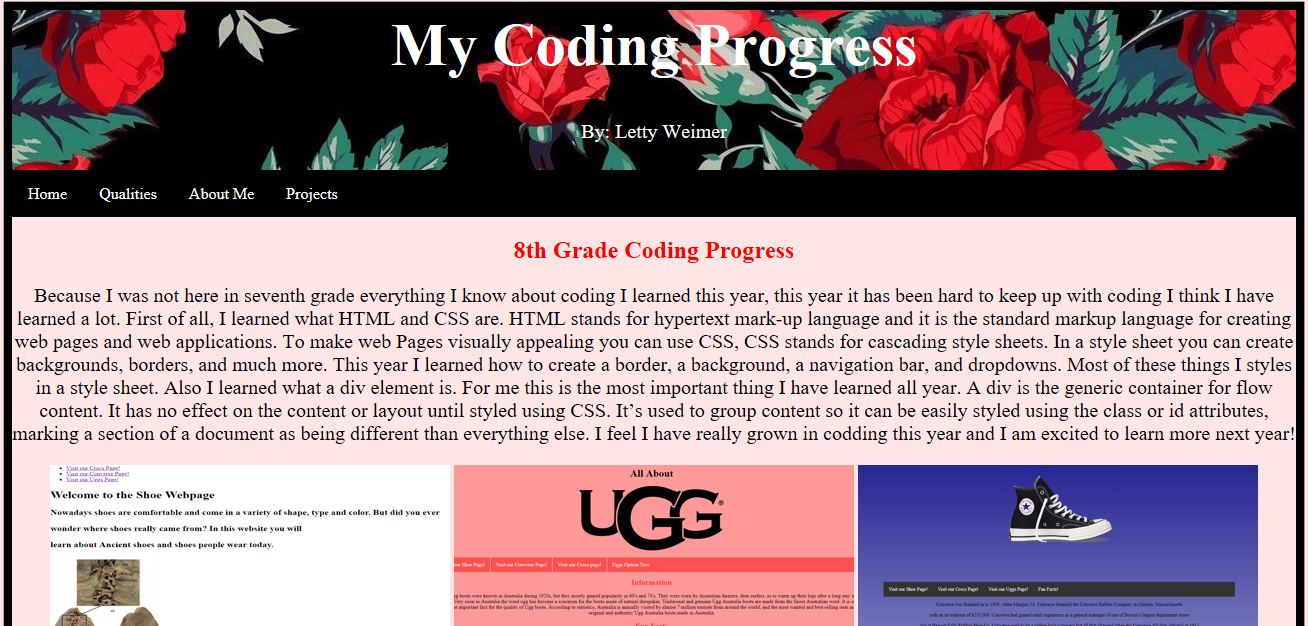 My Coding Progress
By: Letty Weimer
Home Qualities About Me Projects
8th Grade Coding Progress
Because I was not here in seventh grade everything I know about coding I learned this year, this year it has been hard to keep up with coding I think I have
learned a lot. First of all, I learned what HTML and CSS are. HTML stands for hypertext mark-up language and it is the standard markup language for creating
web pages and web applications. To make web Pages visually appealing you can use CSS, CSS stands for cascading style sheets. In a style sheet you can create
backgrounds, borders, and much more. This year I learned how to create a border, a background, a navigation bar, and dropdowns. Most of these things I styles
in a style sheet. Also I learned what a div element is. For me this is the most important thing I have learned all year. A div is the generic container for flow
content. It has no effect on the content or layout until styled using CSS. It’s used to group content so it can be easily styled using the class or id attributes,
marking a section of a document as being different than everything else. I feel I have really grown in codding this year and I am excited to learn more next year!
Visit our Crocs Page!
Visit our Converse Page!
Visit our Uggs Page!
Welcome to the Shoe Webpage
Nowadays shoes are comfortable and come in a variety of shape, type and color. But did you ever
wonder where shoes really came from? In this website you will
learn about Ancient shoes and shoes people wear today.
All About
UGG
our Shoe Page! Visit our Converse Page! Visit our Crocs page! Uggs Option Two
Information
Visit our Shoe Page! Visit our Crocs Page! Visit our Uggs Page! Fun Facts!